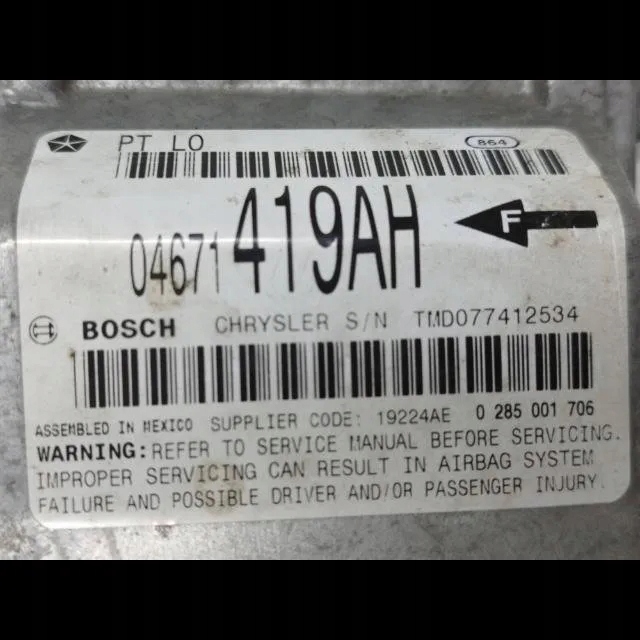 PT LO
864
04671419AH
F
BOSCH CHRYSLER S/N TMD077412534
ASSEMBLED IN MEXICO SUPPLIER CODE: 19224AE 0 285 001 706
WARNING: REFER TO SERVICE MANUAL BEFORE SERVICING.
IMPROPER SERVICING CAN RESULT IN AIRBAG SYSTEM
FAILURE AND POSSIBLE DRIVER AND/OR PASSENGER INJURY.